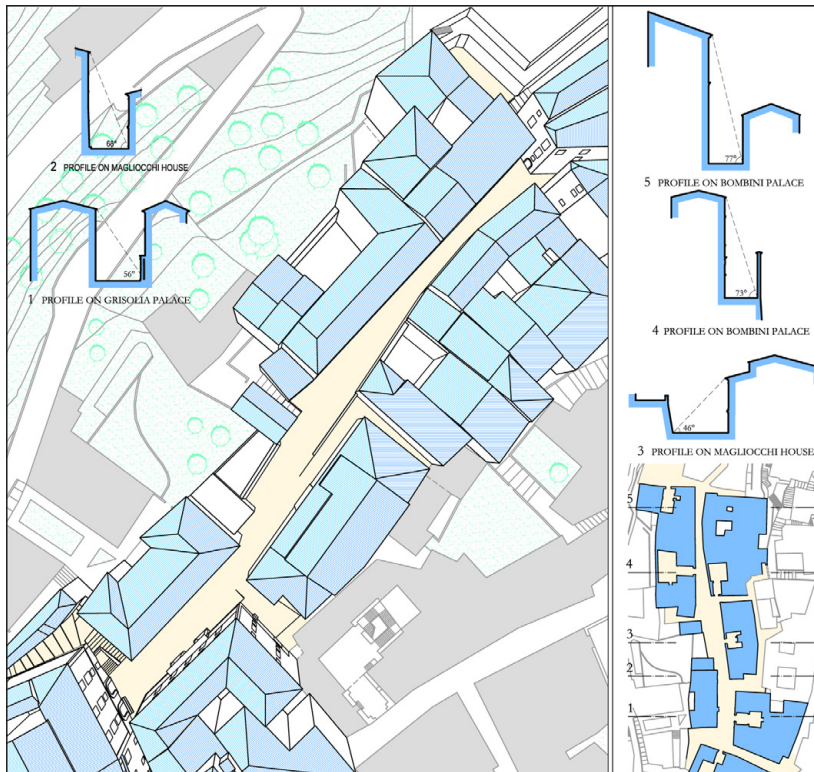 68°
2 PROFILE ON MAGLIOCCHI HOUSE
56°
1 PROFILE ON GRISOLIA PALACE
77°
5 PROFILE ON BOMBINI PALACE
73°
4 PROFILE ON BOMBINI PALACE
46°
3 PROFILE ON MAGLIOCCHI HOUSE
5
4
3
2
1